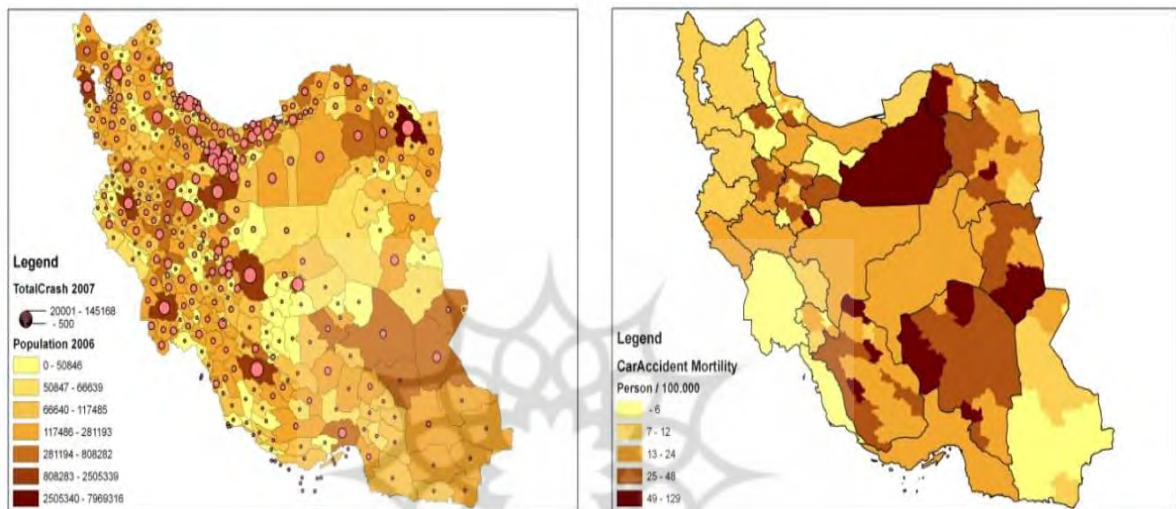 Legend
TotalCrash 2007
20001 - 145168
- 500
Population 2006
0 - 50846
50847 - 66639
66640 - 117485
117486 - 281193
281194 - 808282
808283 - 2505339
2505340 - 7969316
Legend
CarAccident Mortility
Person / 100.000
- 6
7 - 12
13 - 24
25 - 48
49 - 129